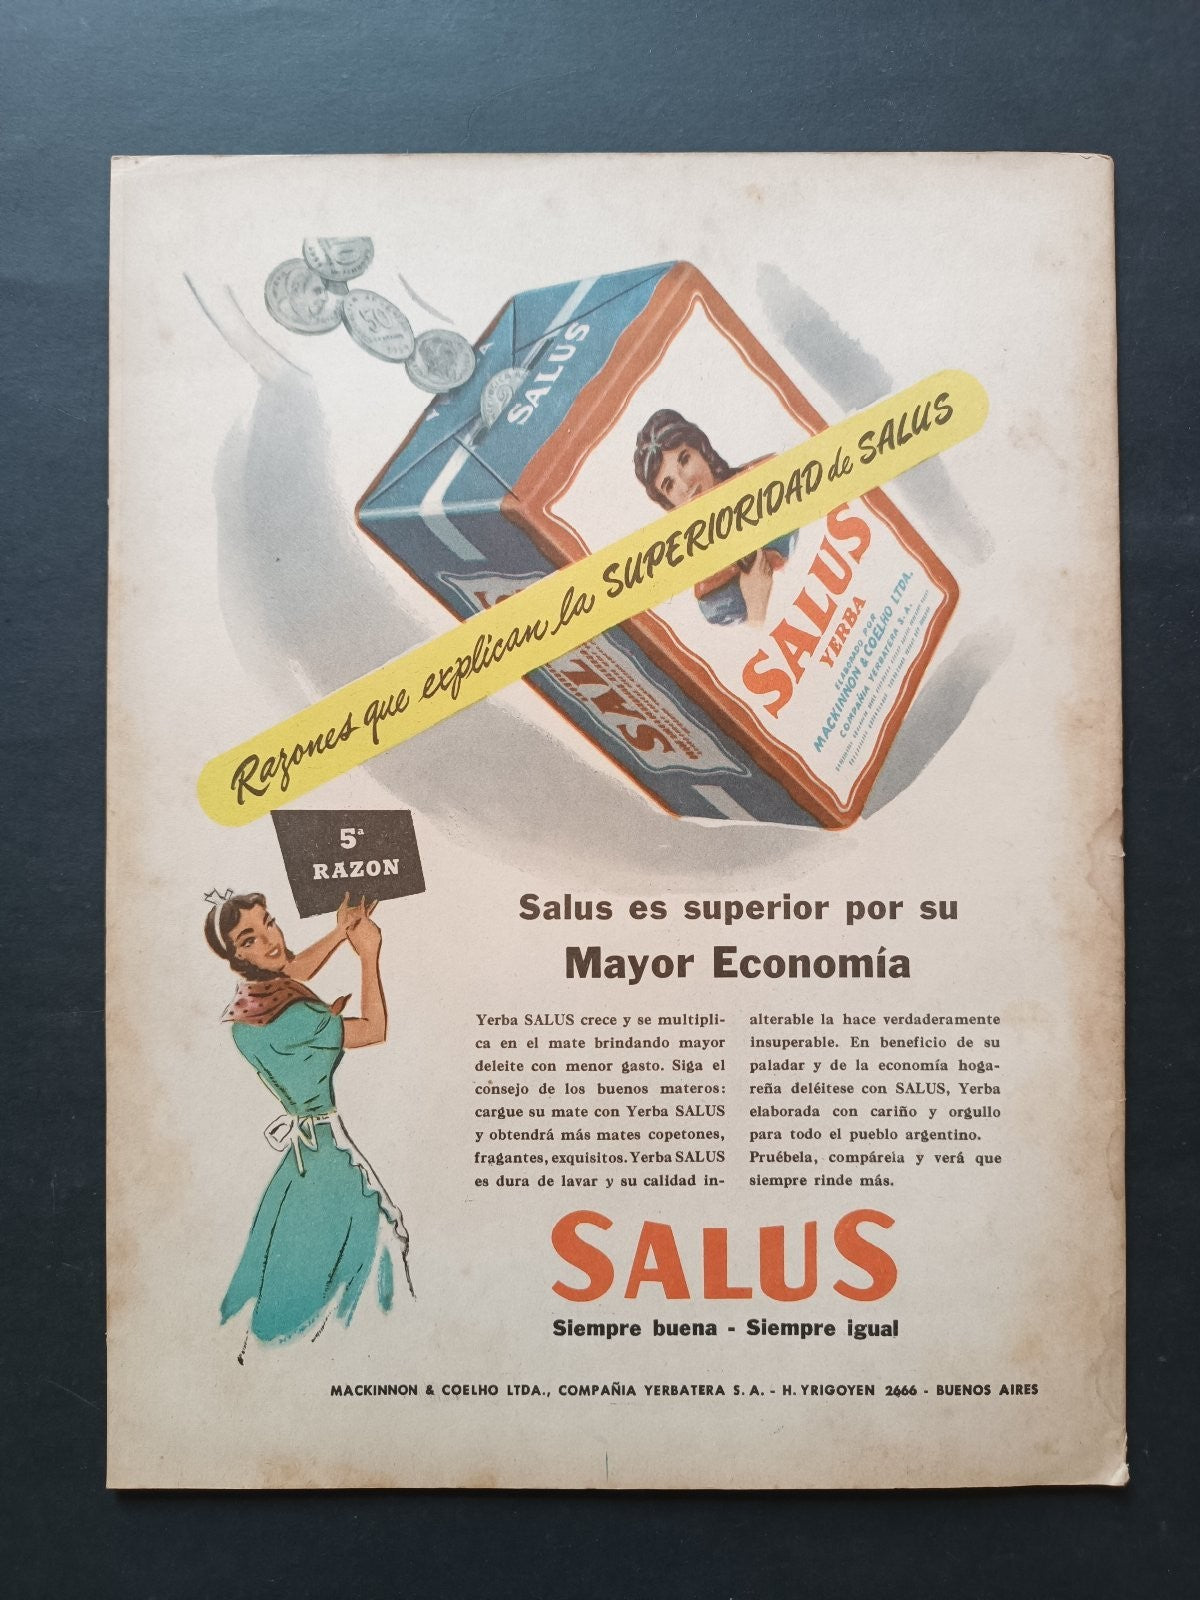 50
SALUS
Razones que explican la SUPERIORIDAD de SALUS
SALUS
YERBA
ELABORADO POR
MACKINNON & COELHO LTDA.
COMPAÑIA YERBATERA S. A.
5ª
RAZON
Salus es superior por su
Mayor Economía
Yerba SALUS crece y se multipli-
ca en el mate brindando mayor
deleite con menor gasto. Siga el
consejo de los buenos materos:
cargue su mate con Yerba SALUS
y obtendrá más mates copetones,
fragantes, exquisitos. Yerba SALUS
es dura de lavar y su calidad in-
alterable la hace verdaderamente
insuperable. En beneficio de su
paladar y de la economía hoga-
reña deléitese con SALUS, Yerba
elaborada con cariño y orgullo
para todo el pueblo argentino.
Pruébela, compáreia y verá que
siempre rinde más.
SALUS
Siempre buena - Siempre igual
MACKINNON & COELHO LTDA., COMPAÑIA YERBATERA S. A. - H. YRIGOYEN 2666 - BUENOS AIRES